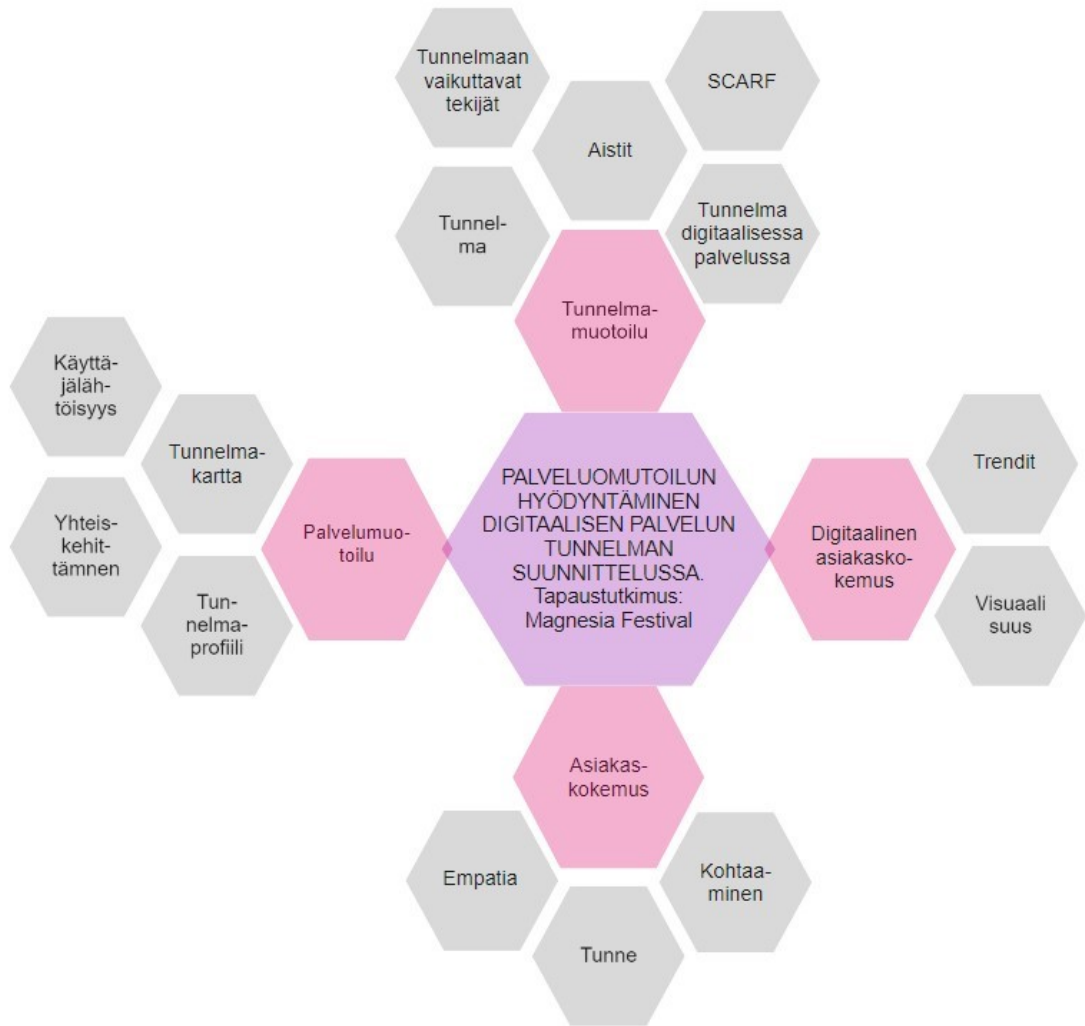 Tunnelmaan
vaikuttavat
tekijät
SCARF
Aistit
Tunnel-
ma
Tunnelma
digitaalisessa
palvelussa
Tunnelma-
muotoilu
Käyttä-
jäläh-
töisyys
Tunnelma-
kartta
Yhteis-
kehit-
tämnen
Tun-
nelma-
profiili
Palvelumuo-
toilu
PALVELUOMUTOILUN
HYÖDYNTÄMINEN
DIGITAALISEN PALVELUN
TUNNELMAN
SUUNNITTELUSSA.
Tapaustutkimus:
Magnesia Festival
Digitaalinen
asiakasko-
kemus
Trendit
Visuaali
suus
Asiakas-
kokemus
Empatia
Tunne
Kohtaa-
minen